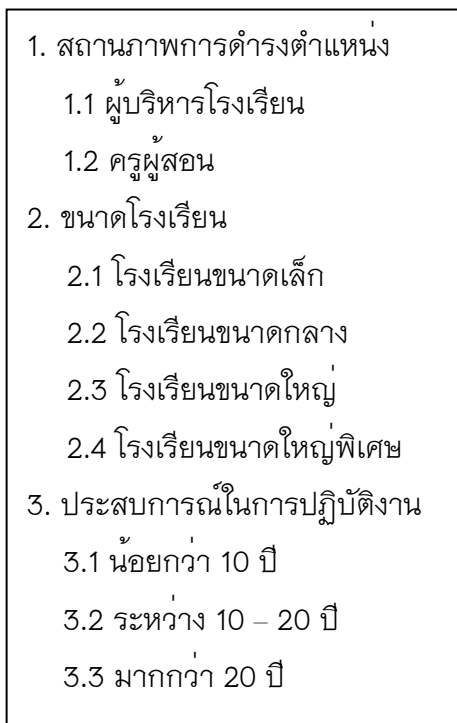 1. สถานภาพการดำรงตำแหน่ง
1.1 ผู้บริหารโรงเรียน
1.2 ครูผู้สอน
2. ขนาดโรงเรียน
2.1 โรงเรียนขนาดเล็ก
2.2 โรงเรียนขนาดกลาง
2.3 โรงเรียนขนาดใหญ่
2.4 โรงเรียนขนาดใหญ่พิเศษ
3. ประสบการณ์ในการปฏิบัติงาน
3.1 น้อยกว่า 10 ปี
3.2 ระหว่าง 10 – 20 ปี
3.3 มากกว่า 20 ปี